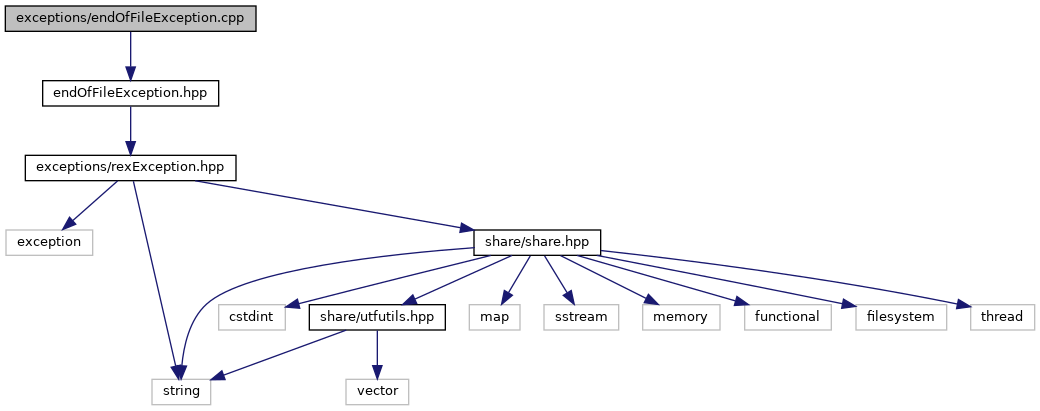 exceptions/endOfFileException.cpp
endOfFileException.hpp
exceptions/rexException.hpp
exception
share/share.hpp
cstdint
share/utfutils.hpp
map
sstream
memory
functional
filesystem
thread
string
vector